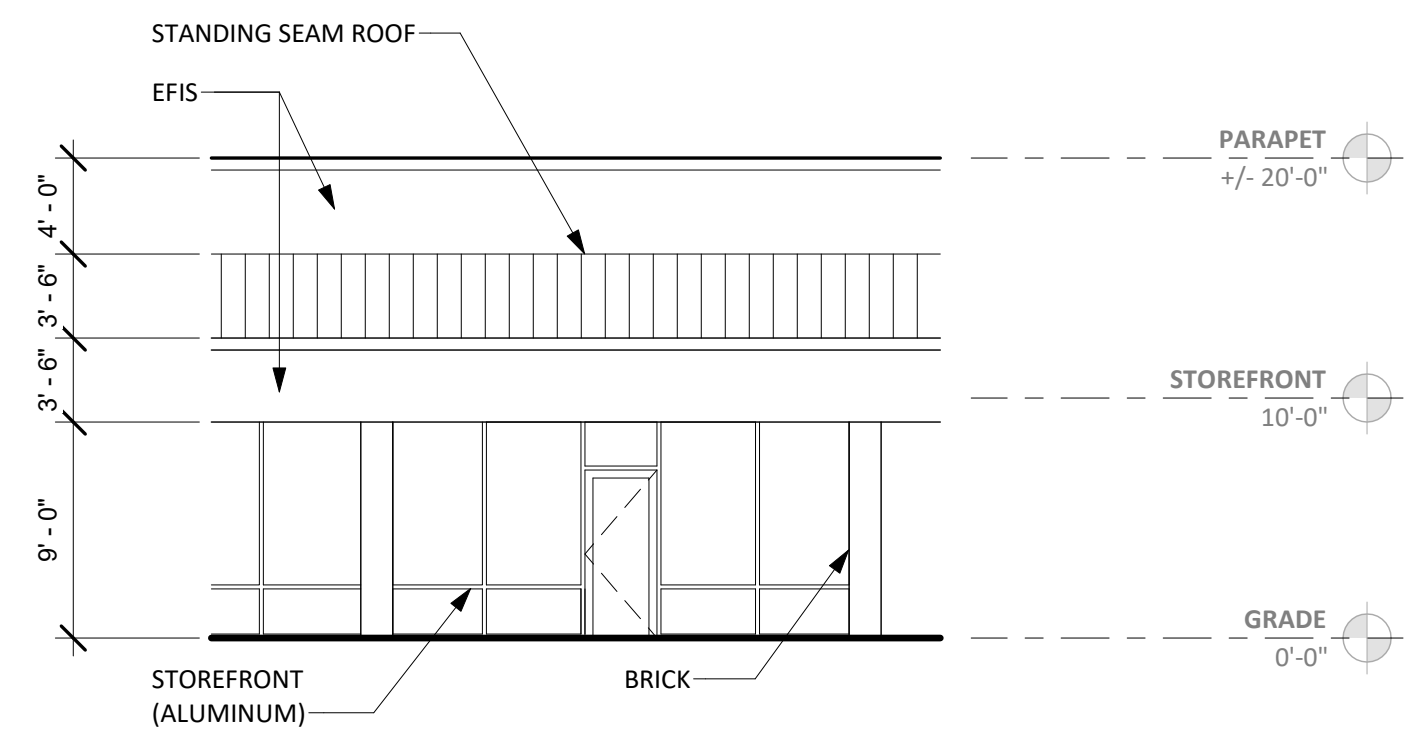 STANDING SEAM ROOF
EFIS
PARAPET
+/- 20'-0"
4' - 0"
3' - 6"
3' - 6"
STOREFRONT
10'-0"
9' - 0"
GRADE
0'-0"
STOREFRONT
(ALUMINUM)
BRICK